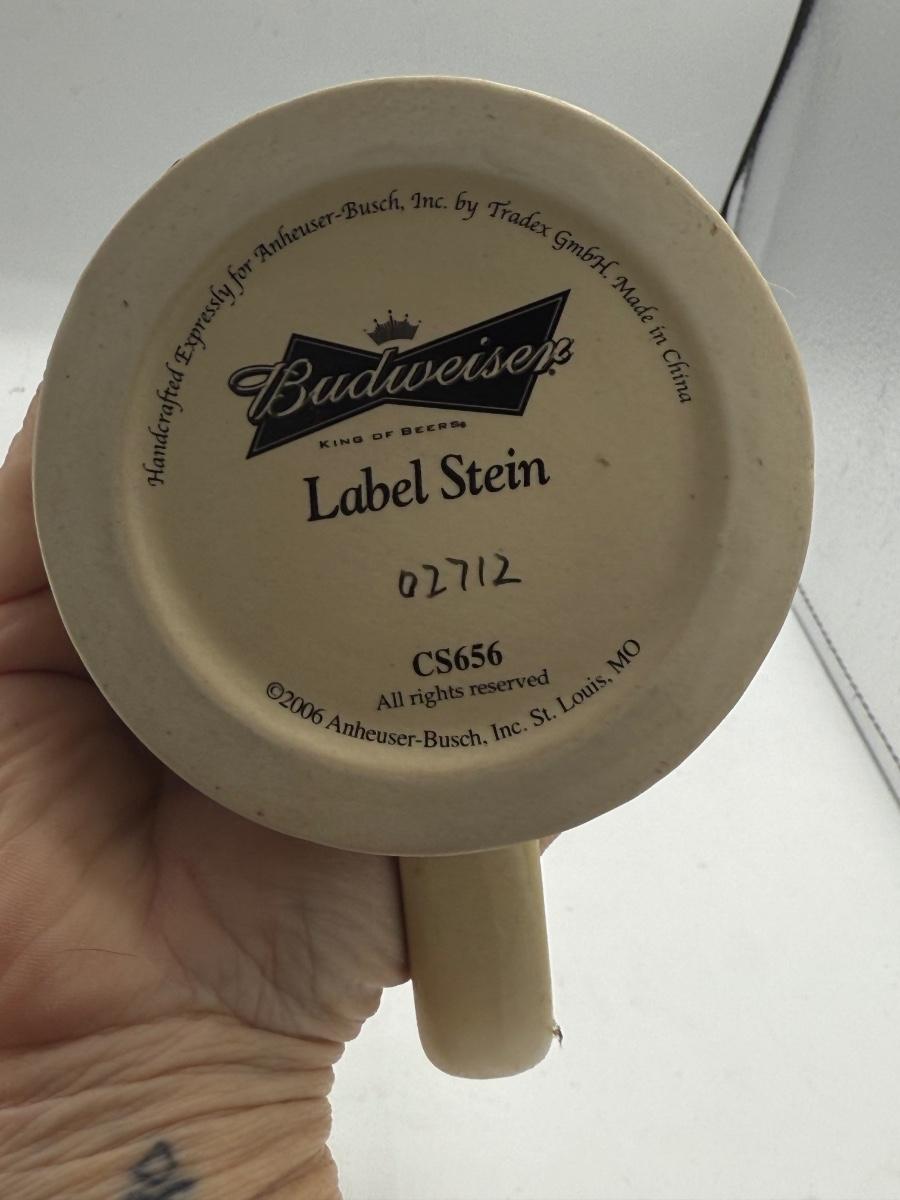 Handcrafted Expressly for Anheuser-Busch, Inc. by Tradex GmbH. Made in China
Budweiser®
KING OF BEERS®
Label Stein
02712
CS656
All rights reserved
©2006 Anheuser-Busch, Inc. St. Louis, MO